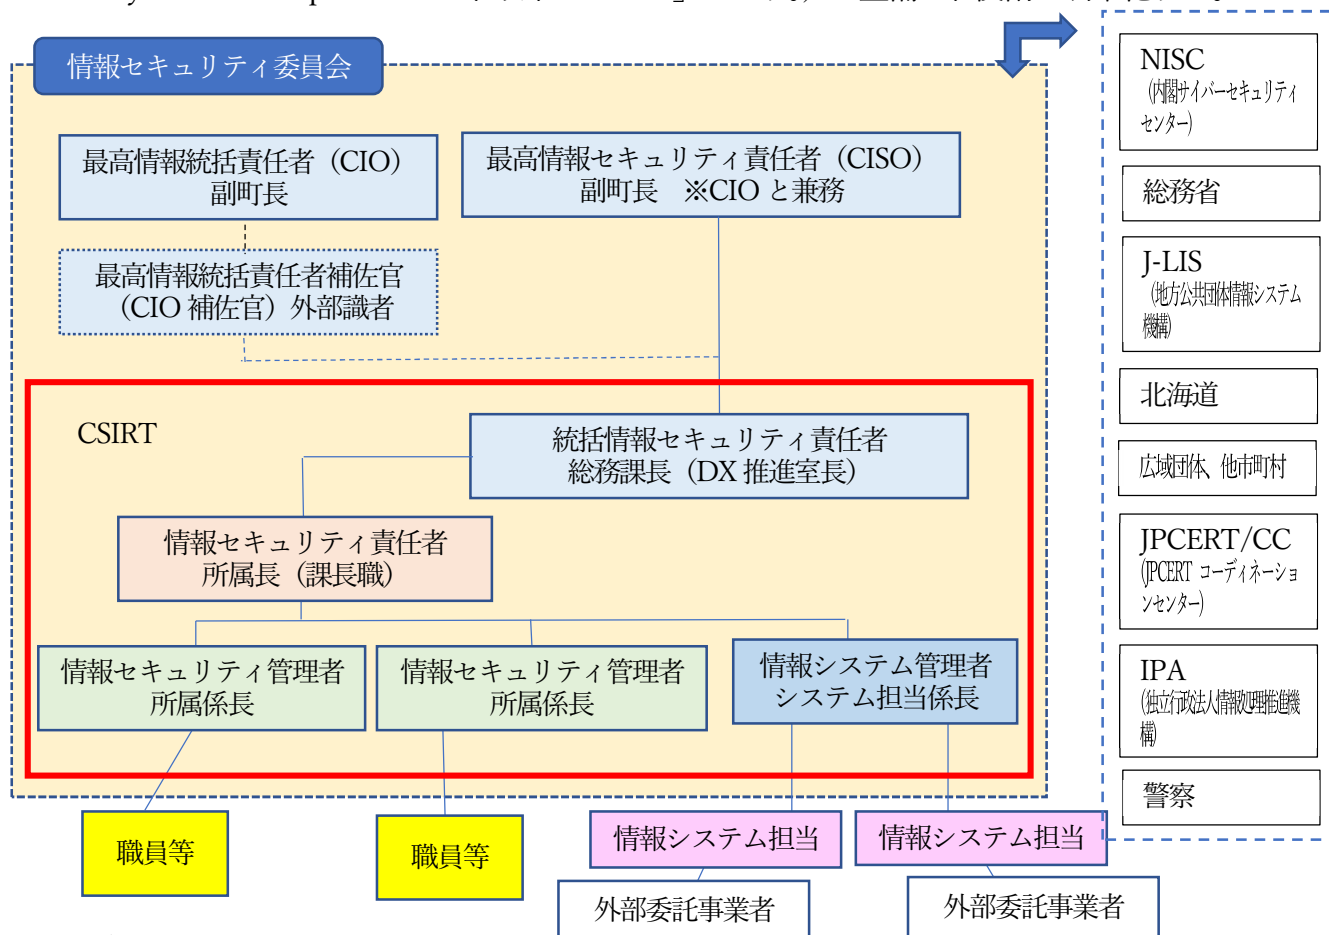 情報セキュリティ委員会
最高情報統括責任者（CIO）
副町長
最高情報セキュリティ責任者（CISO）
副町長　※CIO と兼務
最高情報統括責任者補佐官
（CIO 補佐官）外部識者
CSIRT
統括情報セキュリティ責任者
総務課長（DX 推進室長）
情報セキュリティ責任者
所属長（課長職）
情報セキュリティ管理者
所属係長
情報セキュリティ管理者
所属係長
情報システム管理者
システム担当係長
職員等
職員等
情報システム担当
情報システム担当
外部委託事業者
外部委託事業者
NISC
（内閣サイバーセキュリティ
センター）
総務省
J-LIS
（地方公共団体情報システム
機構）
北海道
広域団体、他市町村
JPCERT/CC
(JPCERT コーディネーショ
ンセンター)
IPA
(独立行政法人情報処理推進機
構)
警察